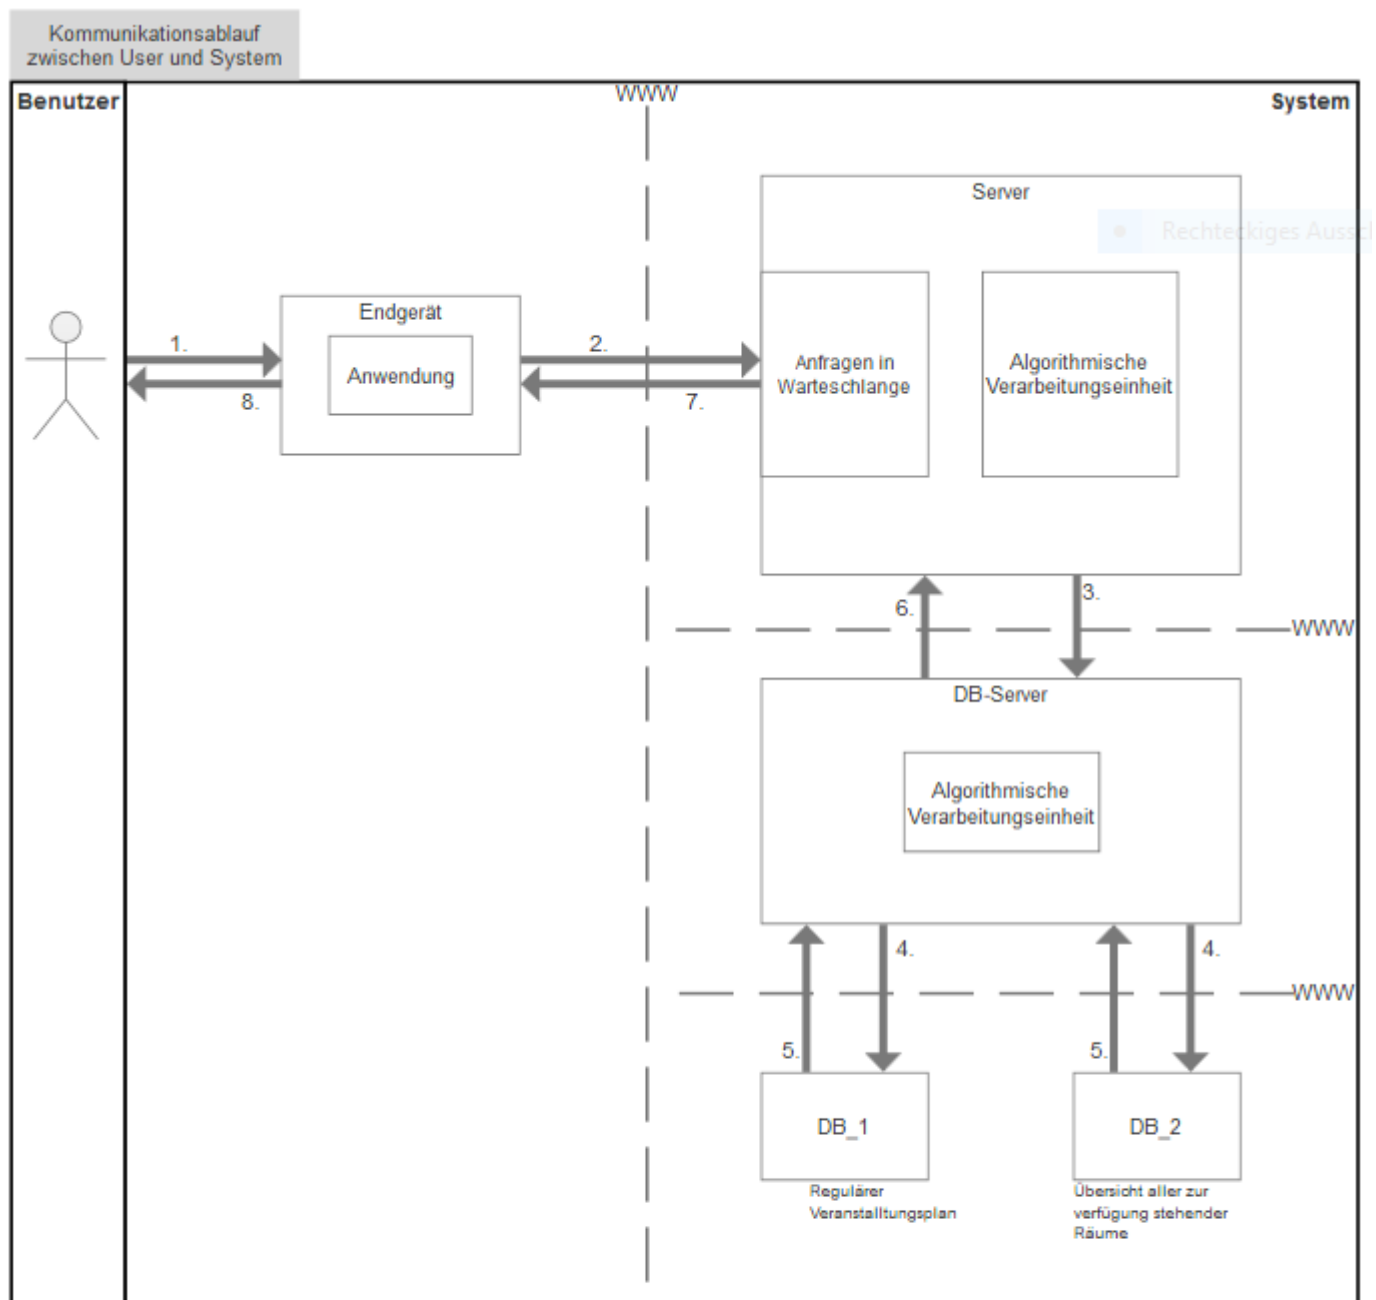 Kommunikationsablauf
zwischen User und System
Benutzer
WWW
System
Server
Rechteckiges Aussc
Endgerät
Anwendung
1.
8.
2.
7.
Anfragen in
Warteschlange
Algorithmische
Verarbeitungseinheit
6.
3.
WWW
DB-Server
Algorithmische
Verarbeitungseinheit
4.
4.
WWW
5.
5.
DB_1
DB_2
Regulärer
Veranstalltungsplan
Übersicht aller zur
verfügung stehender
Räume